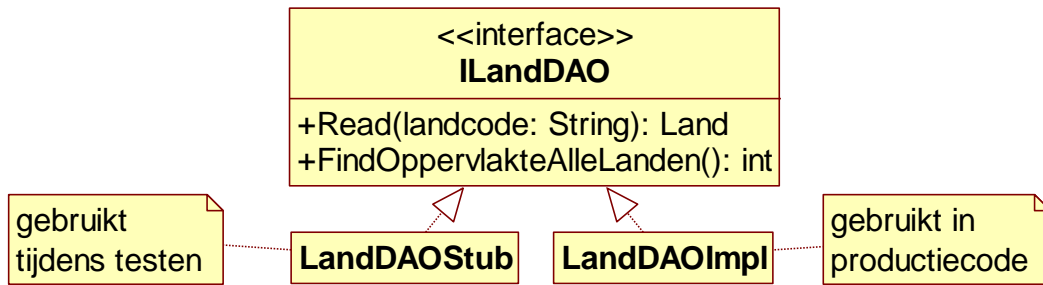 <<interface>>
ILandDAO
+Read(landcode: String): Land
+FindOppervlakteAlleLanden(): int
gebruikt
tijdens testen
LandDAOStub
LandDAOImpl
gebruikt in
productiecode